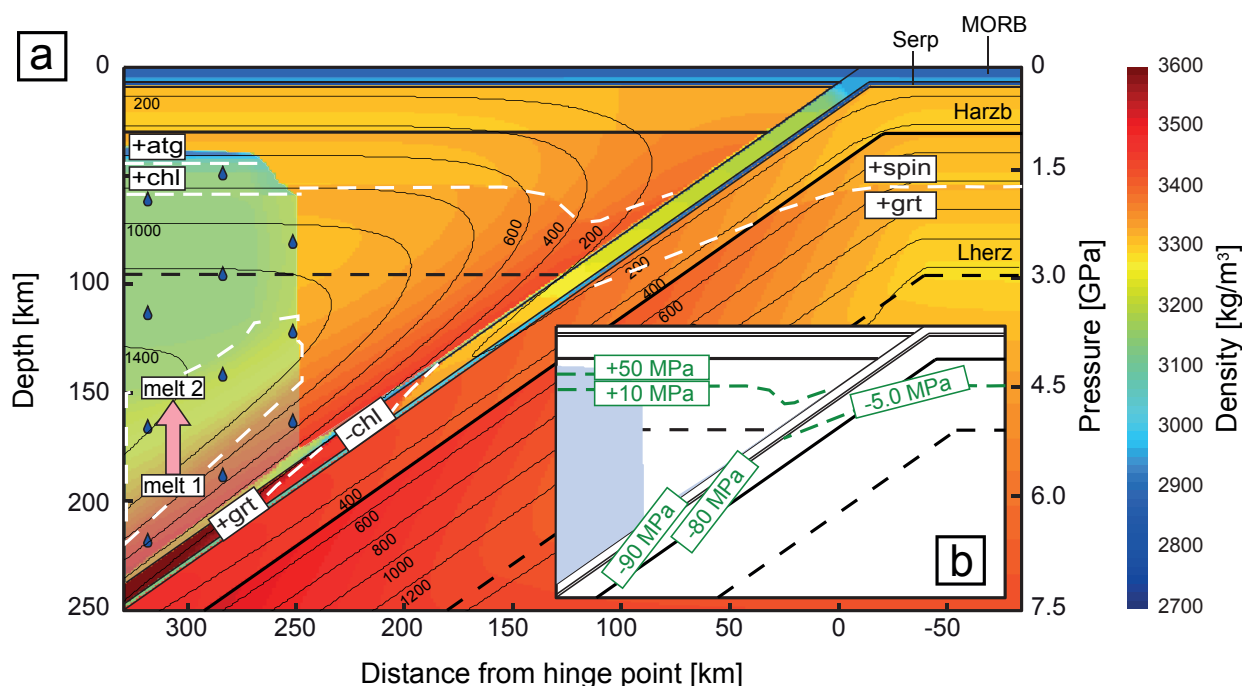 a
Serp
MORB
0
50
100
150
200
250
Depth [km]
300
250
200
150
100
50
0
-50
Distance from hinge point [km]
0
1.5
3.0
4.5
6.0
7.5
Pressure [GPa]
3600
3500
3400
3300
3200
3100
3000
2900
2800
2700
Density [kg/m³]
200
Harzb
+atg
+chl
+spin
+grt
Lherz
1000
600
400
200
200
400
600
1400
melt 2
melt 1
-chl
+grt
400
600
800
1000
1200
+50 MPa
+10 MPa
-5.0 MPa
-90 MPa
-80 MPa
b